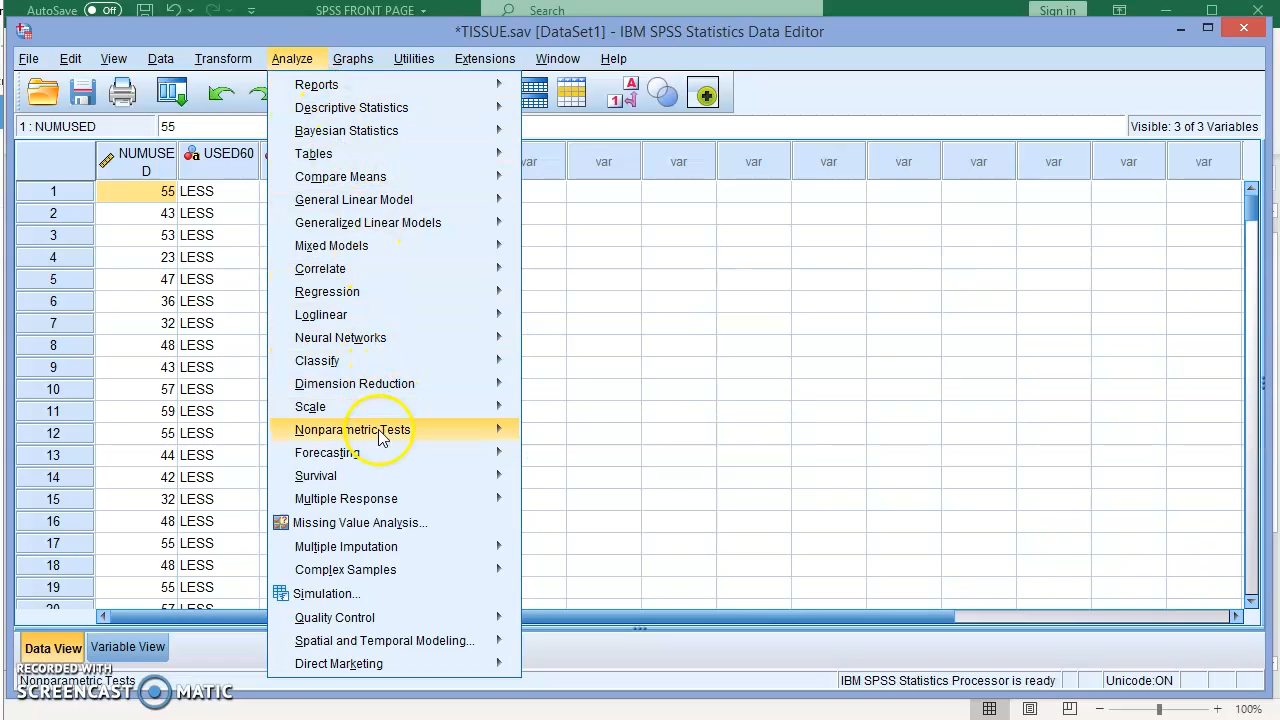 AutoSave Off SPSS FRONT PAGE Search Sign in
*TISSUE.sav [DataSet1] - IBM SPSS Statistics Data Editor
File Edit View Data Transform Analyze Graphs Utilities Extensions Window Help
1 : NUMUSED 55 Visible: 3 of 3 Variables
NUMUSE
D
USED60 var var var var var var var var var var
1 55 LESS
2 43 LESS
3 53 LESS
4 23 LESS
5 47 LESS
6 36 LESS
7 32 LESS
8 48 LESS
9 43 LESS
10 57 LESS
11 59 LESS
12 55 LESS
13 44 LESS
14 42 LESS
15 32 LESS
16 48 LESS
17 55 LESS
18 48 LESS
19 55 LESS
20 57 LESS
Reports
Descriptive Statistics
Bayesian Statistics
Tables
Compare Means
General Linear Model
Generalized Linear Models
Mixed Models
Correlate
Regression
Loglinear
Neural Networks
Classify
Dimension Reduction
Scale
Nonparametric Tests
Forecasting
Survival
Multiple Response
Missing Value Analysis...
Multiple Imputation
Complex Samples
Simulation...
Quality Control
Spatial and Temporal Modeling...
Direct Marketing
Data View Variable View
RECORDED WITH
Nonparametric Tests IBM SPSS Statistics Processor is ready Unicode:ON
SCREENCAST MATIC
100%